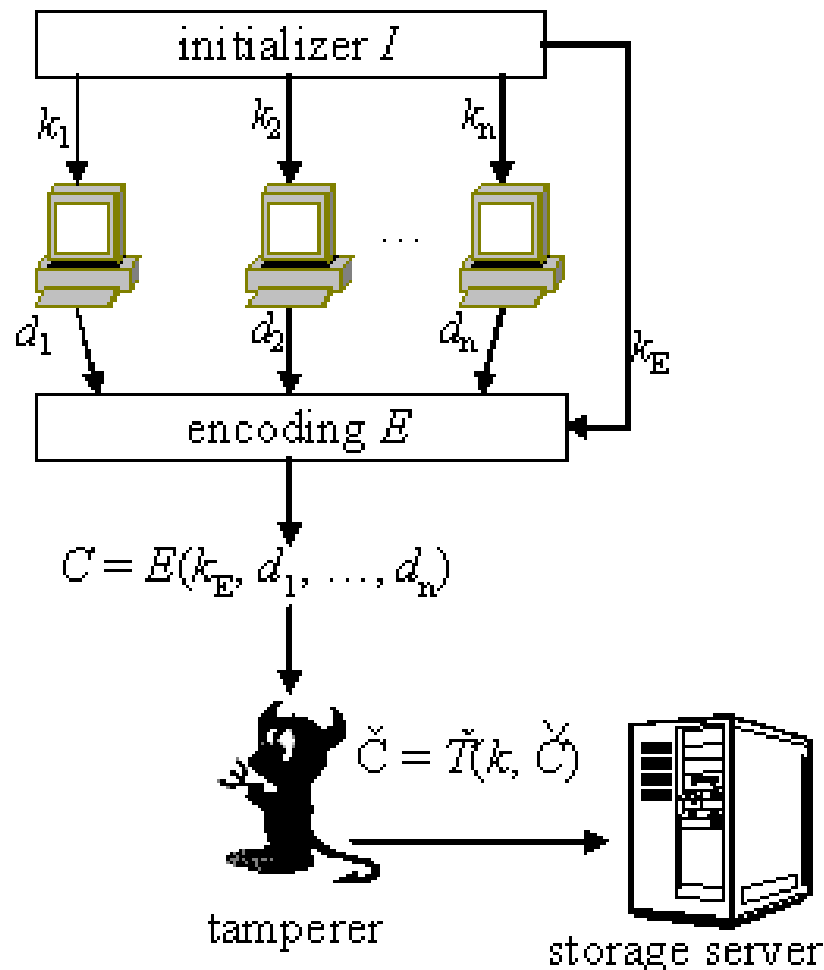 initializer I
k1 k2 kn
...
d1 d2 dn kE
encoding E
C = E(kE, d1, ..., dn)
Č = Ť(k, Č)
tamperer
storage server